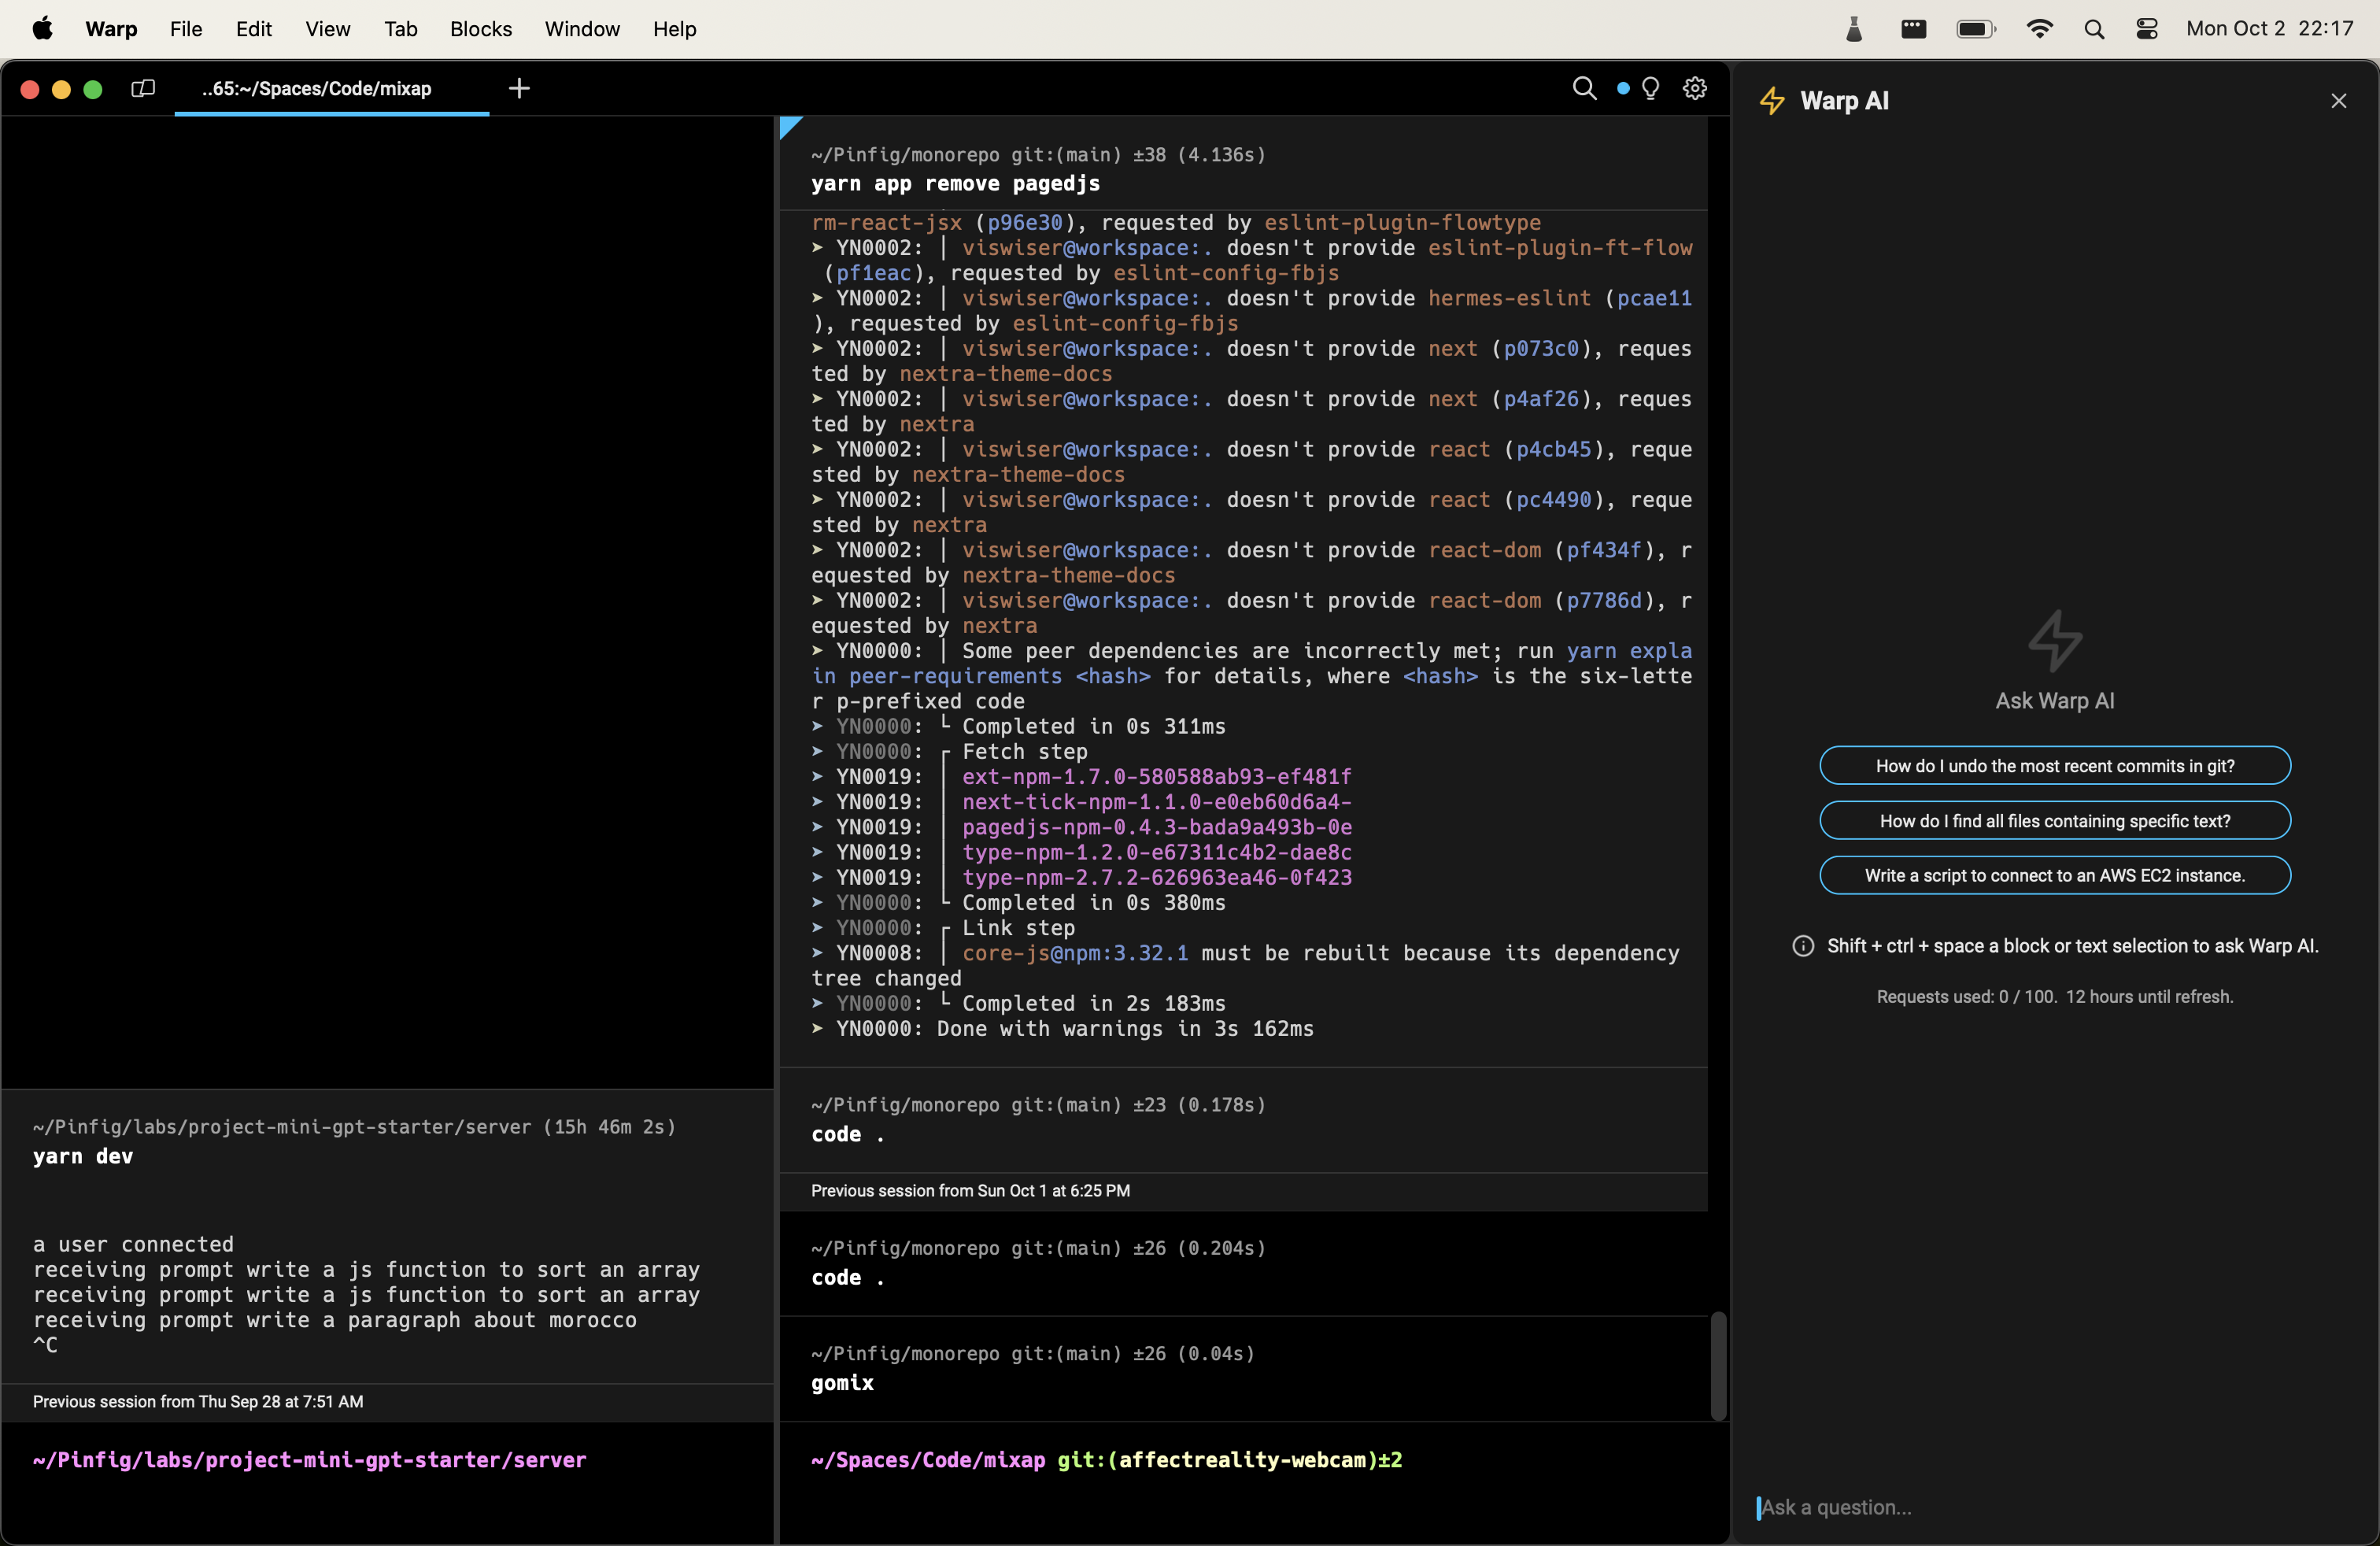 Warp File Edit View Tab Blocks Window Help Mon Oct 2 22:17
..65:~/Spaces/Code/mixap
~/Pinfig/labs/project-mini-gpt-starter/server (15h 46m 2s)
yarn dev
a user connected
receiving prompt write a js function to sort an array
receiving prompt write a js function to sort an array
receiving prompt write a paragraph about morocco
^C
Previous session from Thu Sep 28 at 7:51 AM
~/Pinfig/labs/project-mini-gpt-starter/server
~/Pinfig/monorepo git:(main) ±38 (4.136s)
yarn app remove pagedjs
rm-react-jsx (p96e30), requested by eslint-plugin-flowtype
➤ YN0002: │ viswiser@workspace:. doesn't provide eslint-plugin-ft-flow
(pf1eac), requested by eslint-config-fbjs
➤ YN0002: │ viswiser@workspace:. doesn't provide hermes-eslint (pcae11
), requested by eslint-config-fbjs
➤ YN0002: │ viswiser@workspace:. doesn't provide next (p073c0), reques
ted by nextra-theme-docs
➤ YN0002: │ viswiser@workspace:. doesn't provide next (p4af26), reques
ted by nextra
➤ YN0002: │ viswiser@workspace:. doesn't provide react (p4cb45), reque
sted by nextra-theme-docs
➤ YN0002: │ viswiser@workspace:. doesn't provide react (pc4490), reque
sted by nextra
➤ YN0002: │ viswiser@workspace:. doesn't provide react-dom (pf434f), r
equested by nextra-theme-docs
➤ YN0002: │ viswiser@workspace:. doesn't provide react-dom (p7786d), r
equested by nextra
➤ YN0000: │ Some peer dependencies are incorrectly met; run yarn expla
in peer-requirements <hash> for details, where <hash> is the six-lette
r p-prefixed code
➤ YN0000: └ Completed in 0s 311ms
➤ YN0000: ┌ Fetch step
➤ YN0019: │ ext-npm-1.7.0-580588ab93-ef481f
➤ YN0019: │ next-tick-npm-1.1.0-e0eb60d6a4-
➤ YN0019: │ pagedjs-npm-0.4.3-bada9a493b-0e
➤ YN0019: │ type-npm-1.2.0-e67311c4b2-dae8c
➤ YN0019: │ type-npm-2.7.2-626963ea46-0f423
➤ YN0000: └ Completed in 0s 380ms
➤ YN0000: ┌ Link step
➤ YN0008: │ core-js@npm:3.32.1 must be rebuilt because its dependency
tree changed
➤ YN0000: └ Completed in 2s 183ms
➤ YN0000: Done with warnings in 3s 162ms
~/Pinfig/monorepo git:(main) ±23 (0.178s)
code .
Previous session from Sun Oct 1 at 6:25 PM
~/Pinfig/monorepo git:(main) ±26 (0.204s)
code .
~/Pinfig/monorepo git:(main) ±26 (0.04s)
gomix
~/Spaces/Code/mixap git:(affectreality-webcam)±2
Warp AI
Ask Warp AI
How do I undo the most recent commits in git?
How do I find all files containing specific text?
Write a script to connect to an AWS EC2 instance.
Shift + ctrl + space a block or text selection to ask Warp AI.
Requests used: 0 / 100. 12 hours until refresh.
Ask a question...